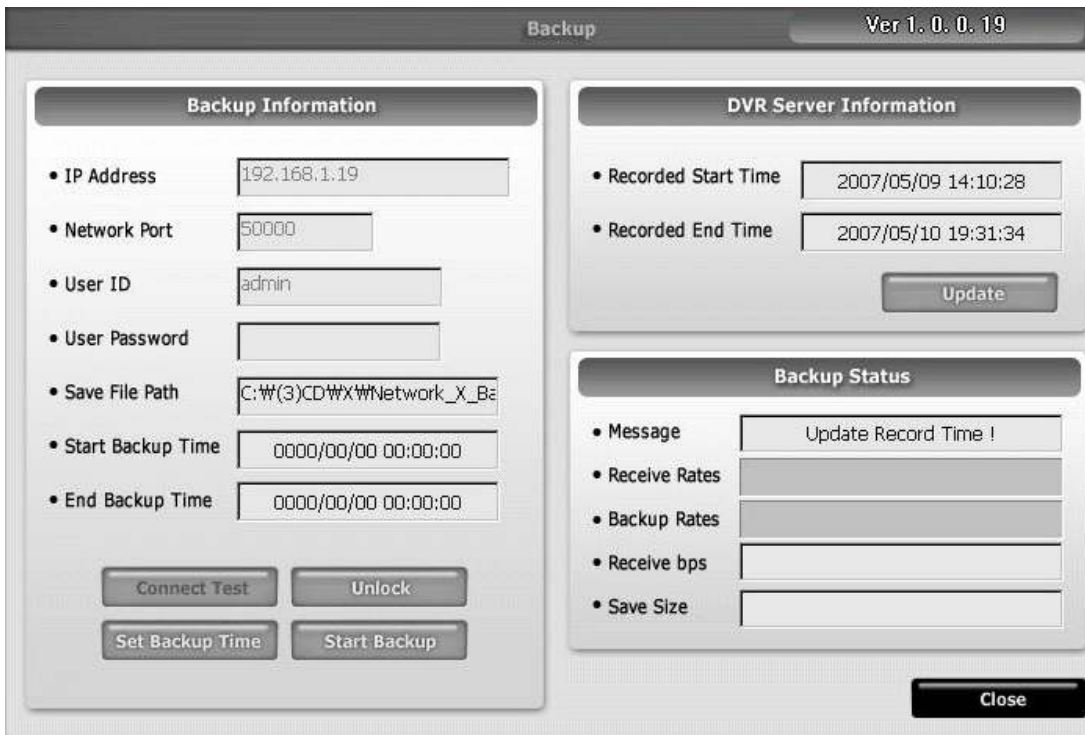 Backup
Ver 1. 0. 0. 19
Backup Information
• IP Address 192.168.1.19
• Network Port 50000
• User ID admin
• User Password
• Save File Path C:₩(3)CD₩X₩Network_X_Ba
• Start Backup Time 0000/00/00 00:00:00
• End Backup Time 0000/00/00 00:00:00
Connect Test Unlock
Set Backup Time Start Backup
DVR Server Information
• Recorded Start Time 2007/05/09 14:10:28
• Recorded End Time 2007/05/10 19:31:34
Update
Backup Status
• Message Update Record Time !
• Receive Rates
• Backup Rates
• Receive bps
• Save Size
Close